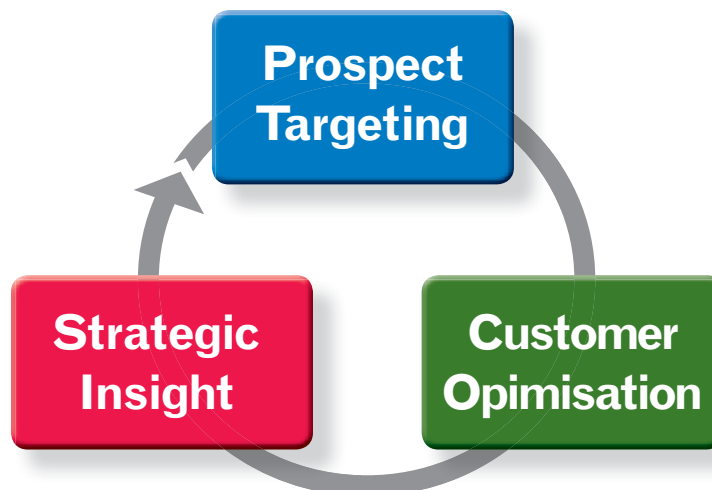 Prospect
Targeting
Strategic
Insight
Customer
Opimisation